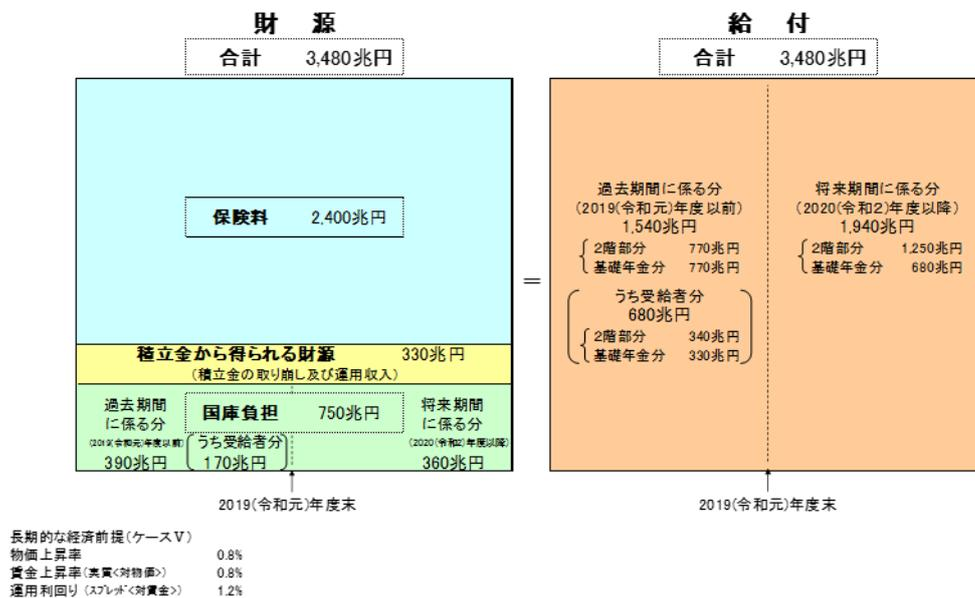 財 源
合計 3,480兆円
保険料 2,400兆円
積立金から得られる財源 330兆円
(積立金の取り崩し及び運用収入)
過去期間
に係る分
(2019(令和元)年度以前)
390兆円
国庫負担 750兆円
うち受給者分
170兆円
将来期間
に係る分
(2020(令和2)年度以降)
360兆円
2019(令和元)年度末
=
給 付
合計 3,480兆円
過去期間に係る分
(2019(令和元)年度以前)
1,540兆円
2階部分 770兆円
基礎年金分 770兆円
うち受給者分
680兆円
2階部分 340兆円
基礎年金分 330兆円
将来期間に係る分
(2020(令和2)年度以降)
1,940兆円
2階部分 1,250兆円
基礎年金分 680兆円
2019(令和元)年度末
長期的な経済前提(ケースⅤ)
物価上昇率 0.8%
賃金上昇率(実質<対物価>) 0.8%
運用利回り(スプレッド<対賃金>) 1.2%